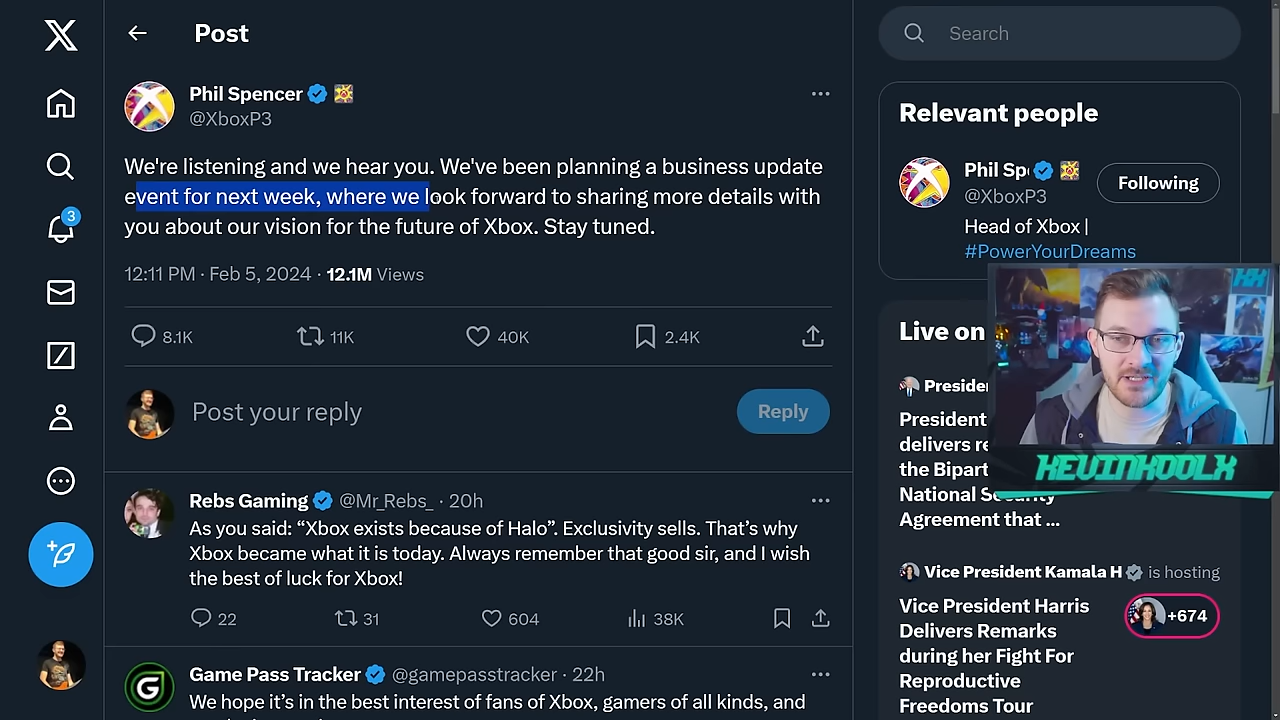 Post
Search
Phil Spencer
@XboxP3
We're listening and we hear you. We've been planning a business update
event for next week, where we look forward to sharing more details with
you about our vision for the future of Xbox. Stay tuned.
12:11 PM · Feb 5, 2024 · 12.1M Views
8.1K 11K 40K 2.4K
Post your reply
Reply
Rebs Gaming @Mr_Rebs_ · 20h
As you said: “Xbox exists because of Halo”. Exclusivity sells. That’s why
Xbox became what it is today. Always remember that good sir, and I wish
the best of luck for Xbox!
22 31 604 38K
Game Pass Tracker @gamepasstracker · 22h
We hope it’s in the best interest of fans of Xbox, gamers of all kinds, and
3
Relevant people
Phil Sp
@XboxP3
Following
Head of Xbox |
#PowerYourDreams
Live on
President
delivers re
the Bipart
National Security
Agreement that ...
KEVINKOOLX
Vice President Kamala H is hosting
Vice President Harris
Delivers Remarks
during her Fight For
Reproductive
Freedoms Tour
+674